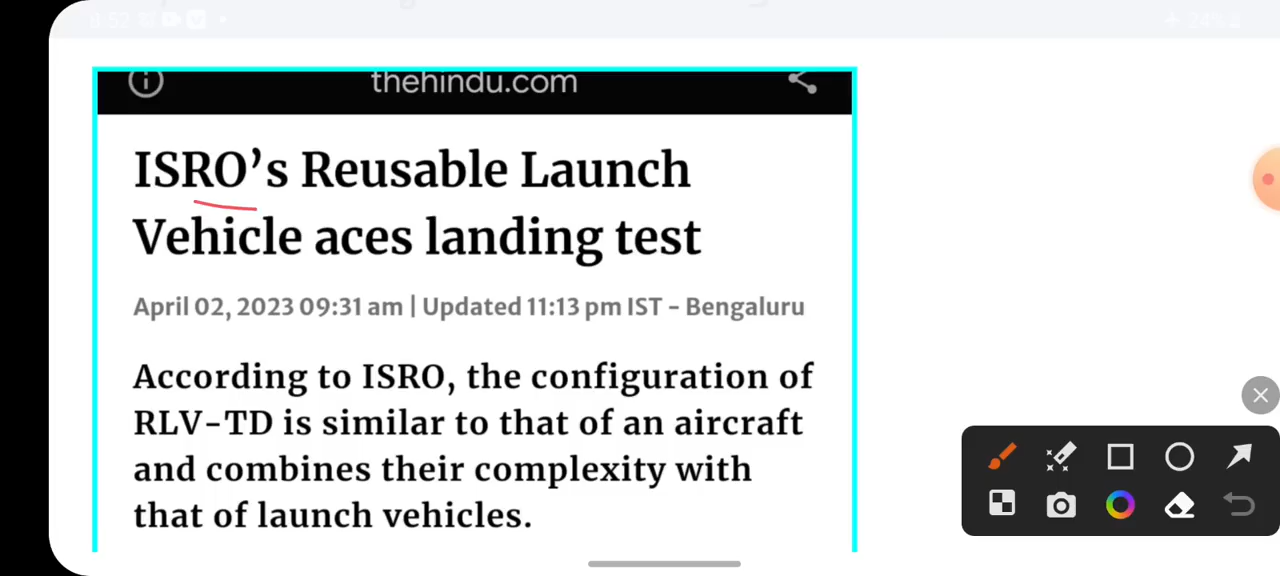 thehindu.com
ISRO’s Reusable Launch
Vehicle aces landing test
April 02, 2023 09:31 am | Updated 11:13 pm IST - Bengaluru
According to ISRO, the configuration of
RLV-TD is similar to that of an aircraft
and combines their complexity with
that of launch vehicles.